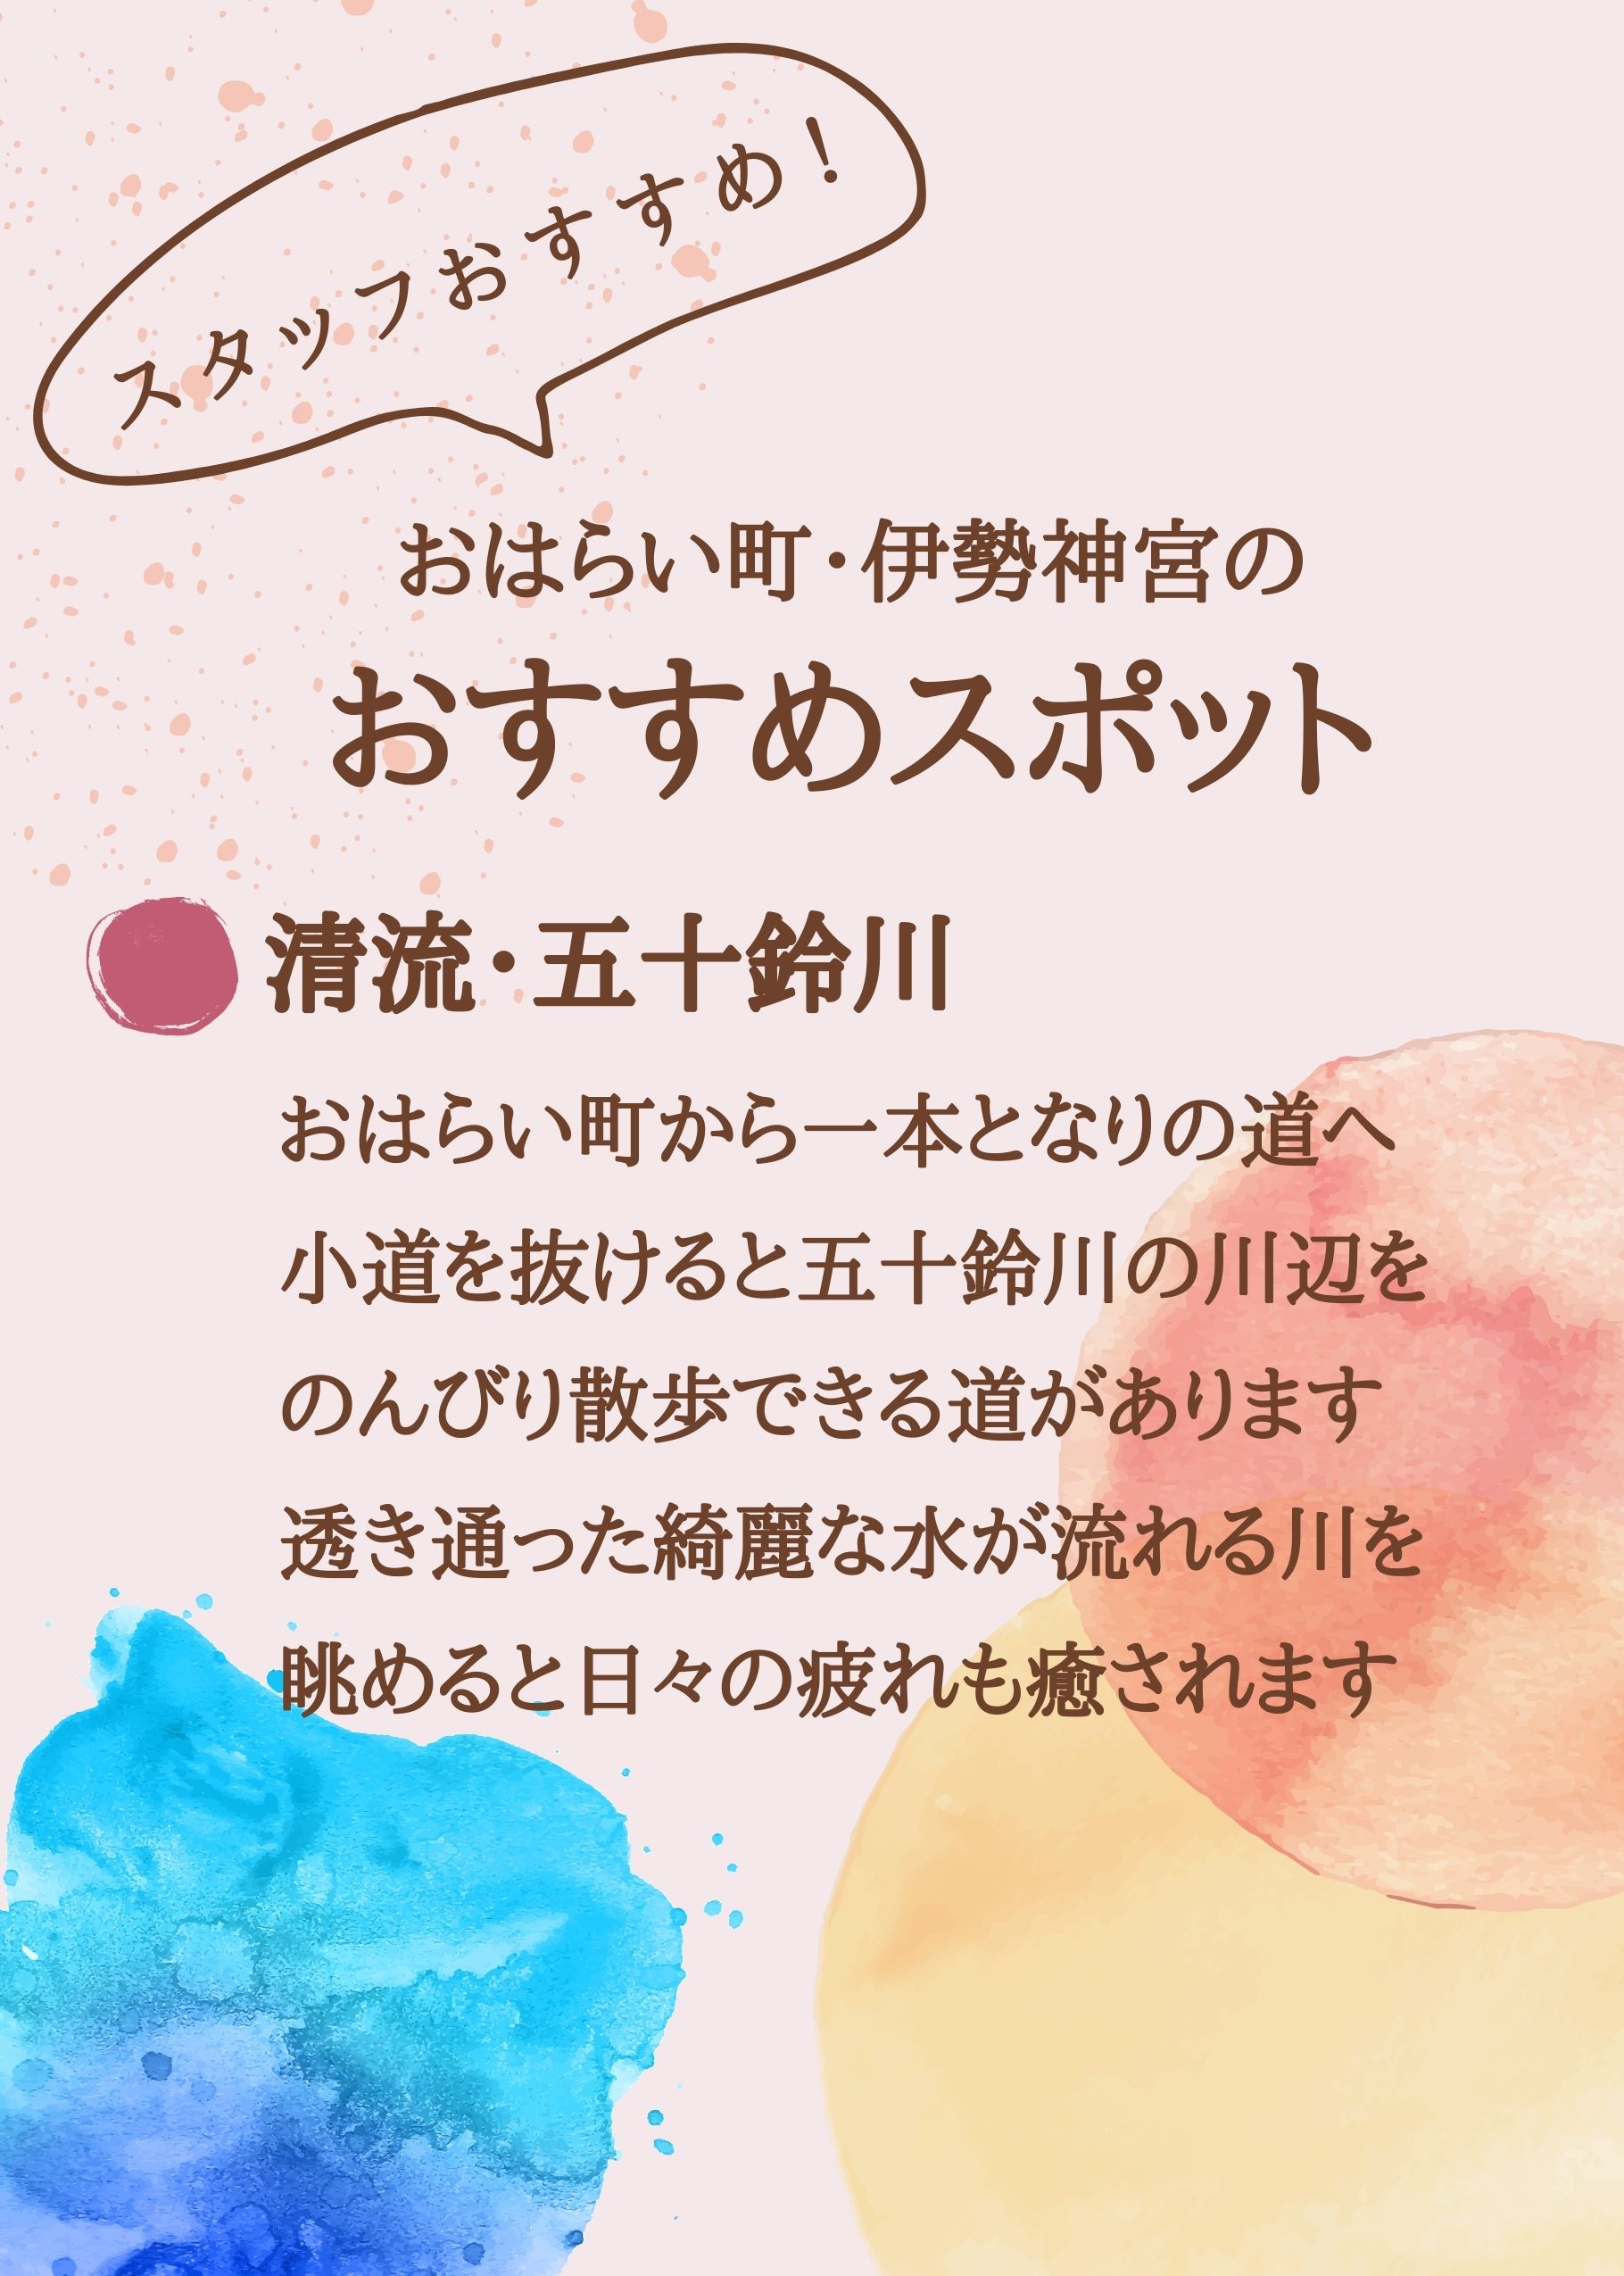 スタッフおすすめ！
おはらい町・伊勢神宮の
おすすめスポット
清流・五十鈴川
おはらい町から一本となりの道へ
小道を抜けると五十鈴川の川辺を
のんびり散歩できる道があります
透き通った綺麗な水が流れる川を
眺めると日々の疲れも癒されます